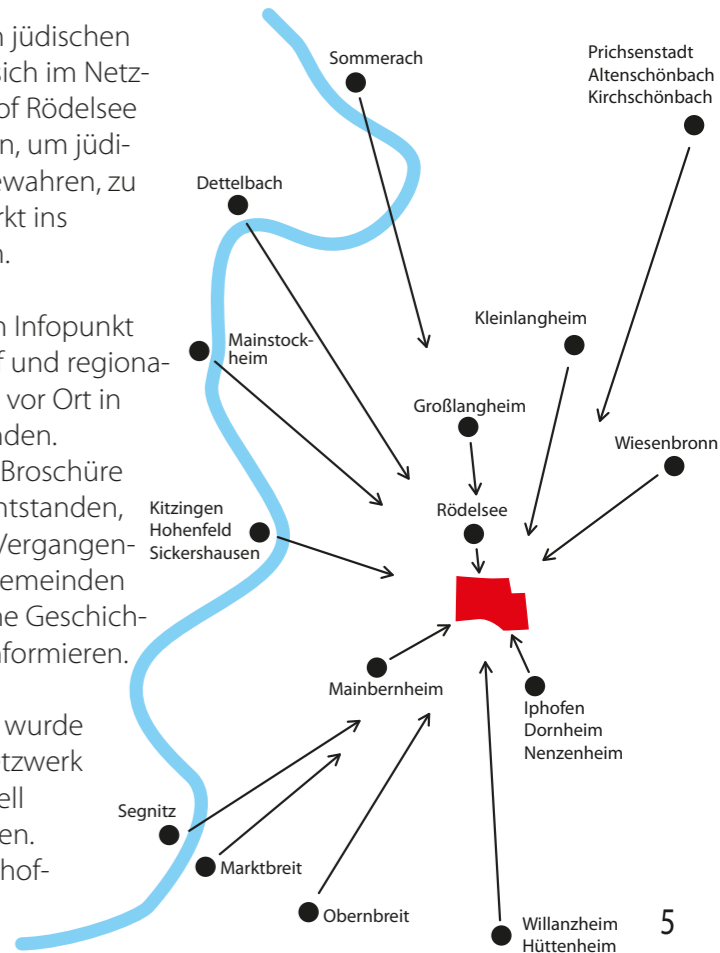 n jüdischen
sich im Netz-
of Rödelsee
n, um jüdi-
ewahren, zu
rkt ins
n.
n Infopunkt
f und regiona-
vor Ort in
nden.
Broschüre
ntstanden,
Vergangen-
emeinden
ne Geschich-
nformieren.
wurde
etzwerk
ell
en.
hof-
Sommerach
Prichsenstadt
Altenschönbach
Kirchschönbach
Dettelbach
Mainstock-
heim
Kleinlangheim
Großlangheim
Wiesenbronn
Rödelsee
Kitzingen
Hohenfeld
Sickershausen
Mainbernheim
Iphofen
Dornheim
Nenzenheim
Segnitz
Marktbreit
Obernbreit
Willanzheim
Hüttenheim
5